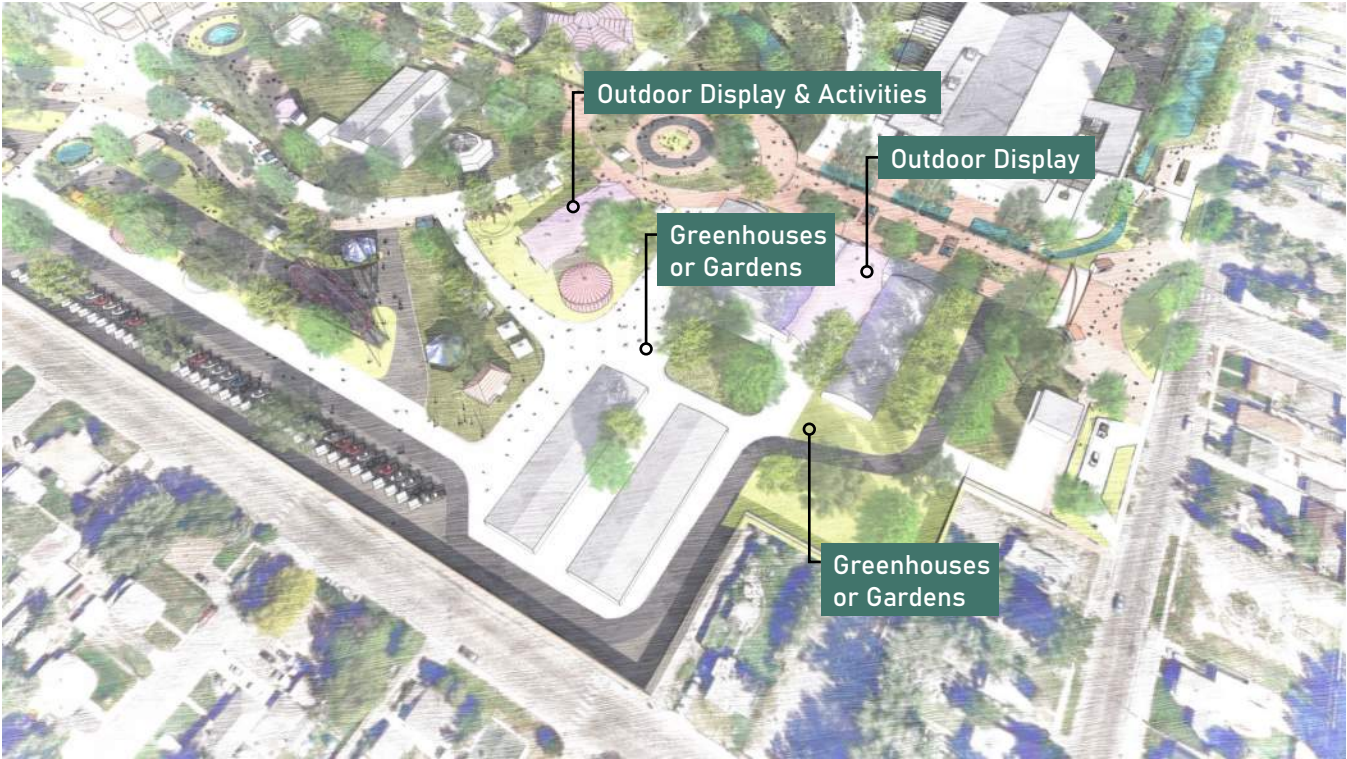 Outdoor Display & Activities
Outdoor Display
Greenhouses
or Gardens
Greenhouses
or Gardens